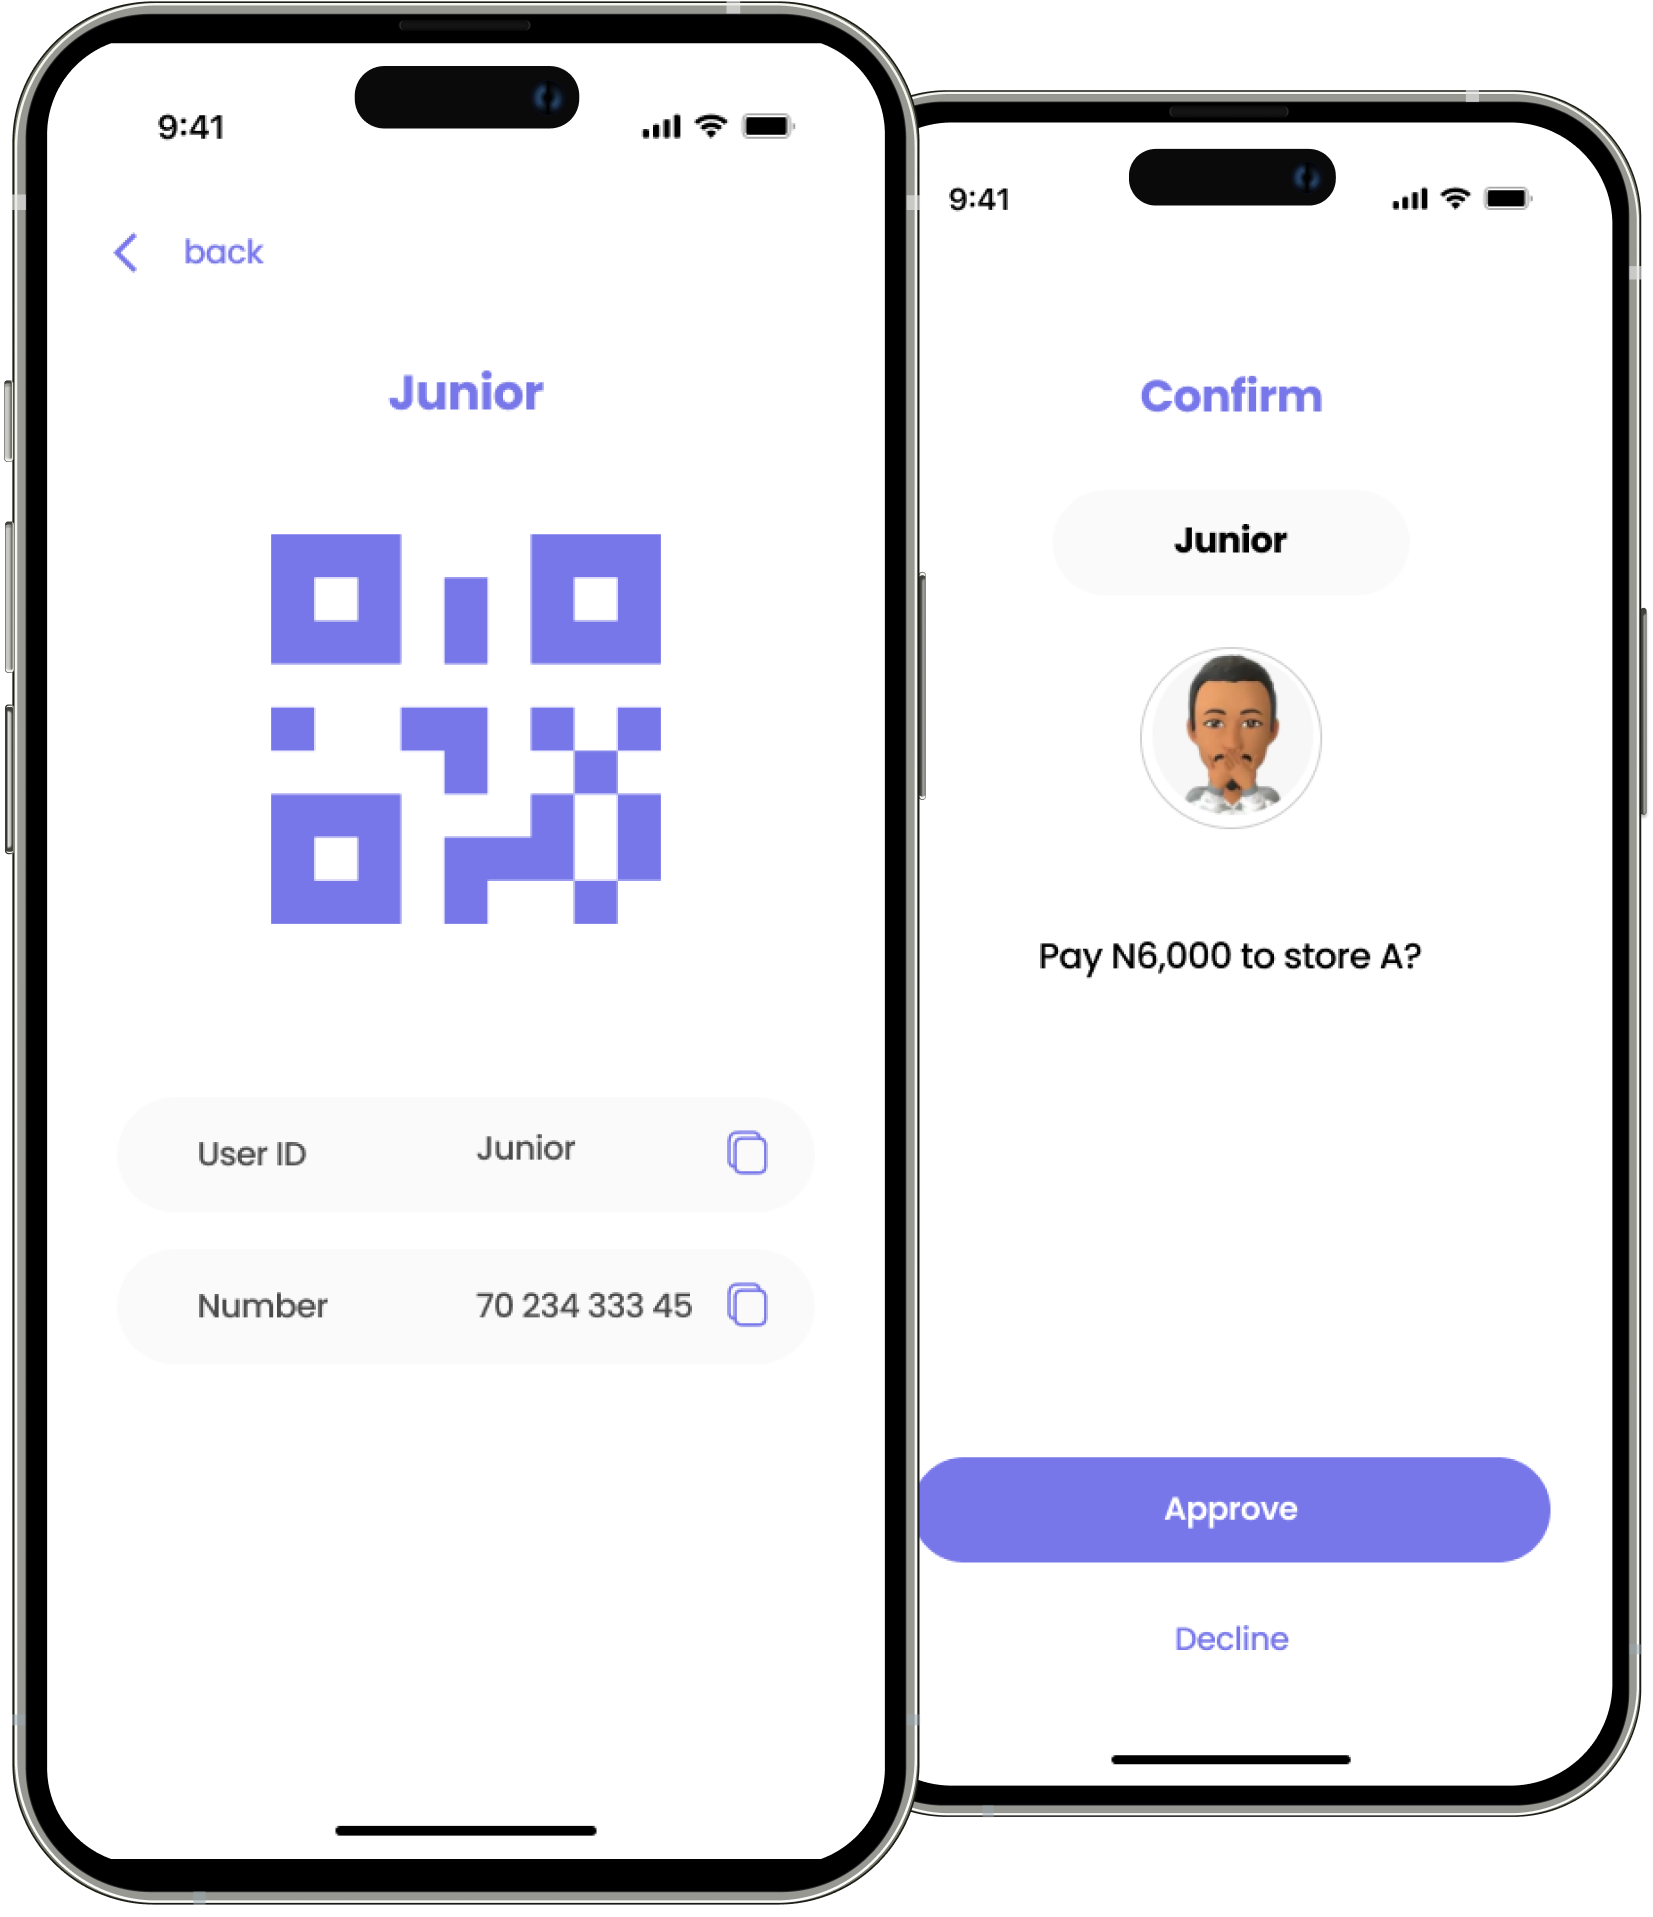 9:41
back
Junior
User ID Junior
Number 70 234 333 45
9:41
Confirm
Junior
Pay N6,000 to store A?
Approve
Decline